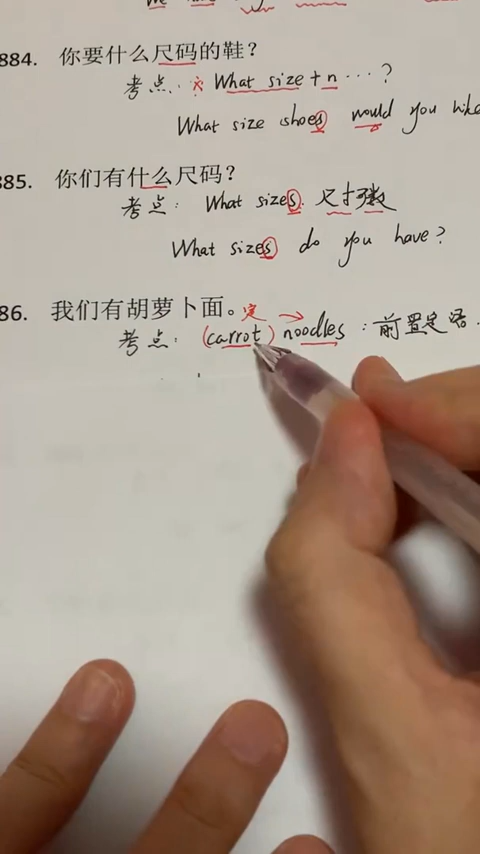 884. 你要什么尺码的鞋？
考点: What size + n …?
What size shoes would you like
885. 你们有什么尺码？
考点: What sizes. 尺寸
What sizes do you have?
86. 我们有胡萝卜面。
定
考点: (carrot) noodles : 前置定语.